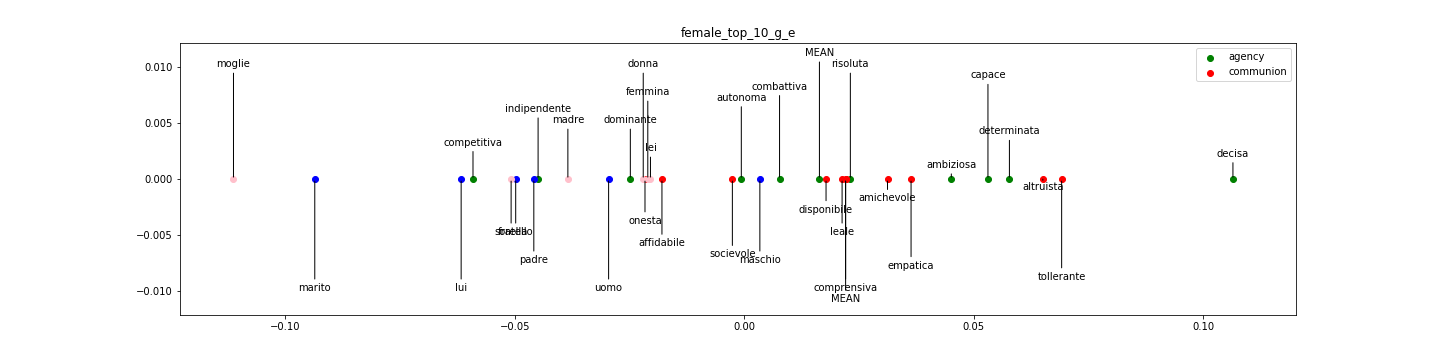 female_top_10_g_e
MEAN
moglie
donna
risoluta
agency
communion
0.010
capace
combattiva
femmina
autonoma
indipendente
0.005
madre
dominante
determinata
competitiva
lei
decisa
ambiziosa
0.000
altruista
amichevole
disponibile
onesta
sorella
fratello
leale
−0.005
affidabile
socievole
padre
maschio
empatica
tollerante
marito
lui
uomo
comprensiva
−0.010
MEAN
−0.10
−0.05
0.00
0.05
0.10